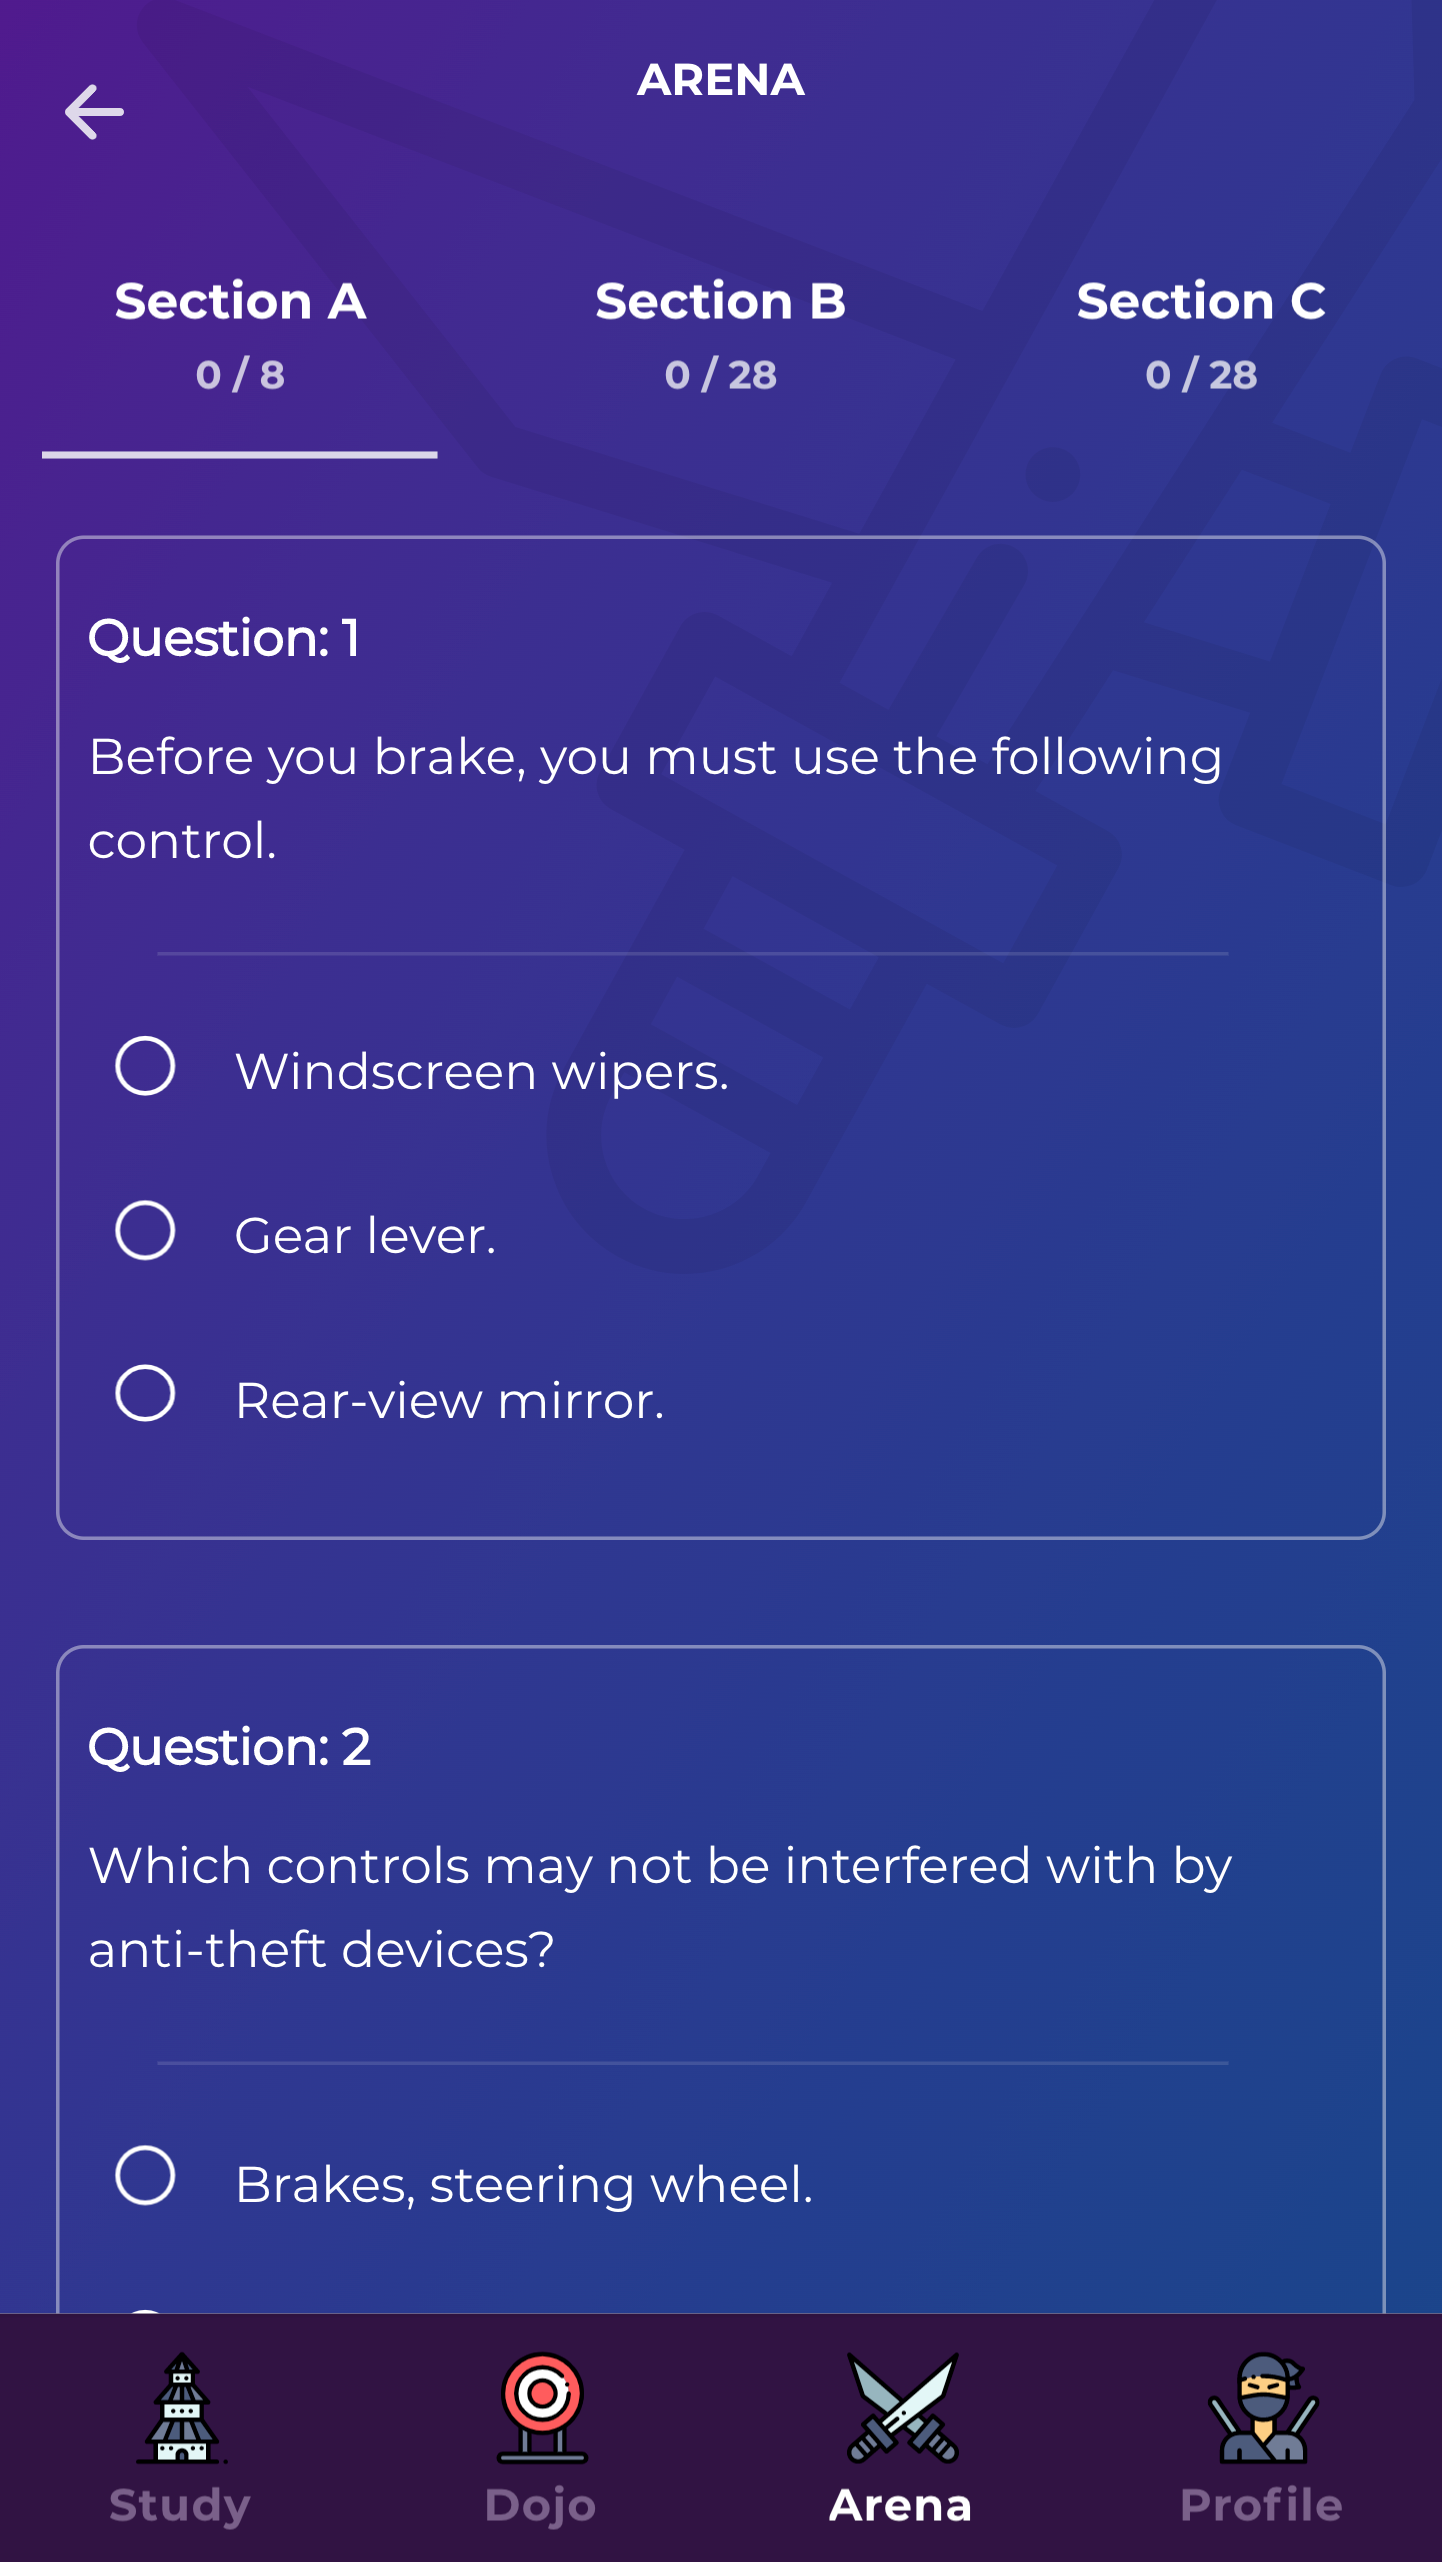 ARENA
Section A
Section B
Section C
0 / 8
0 / 28
0 / 28
Question: 1
Before you brake, you must use the following
control.
Windscreen wipers.
Gear lever.
Rear-view mirror.
Question: 2
Which controls may not be interfered with by
anti-theft devices?
Brakes, steering wheel.
Study
Dojo
Arena
Profile